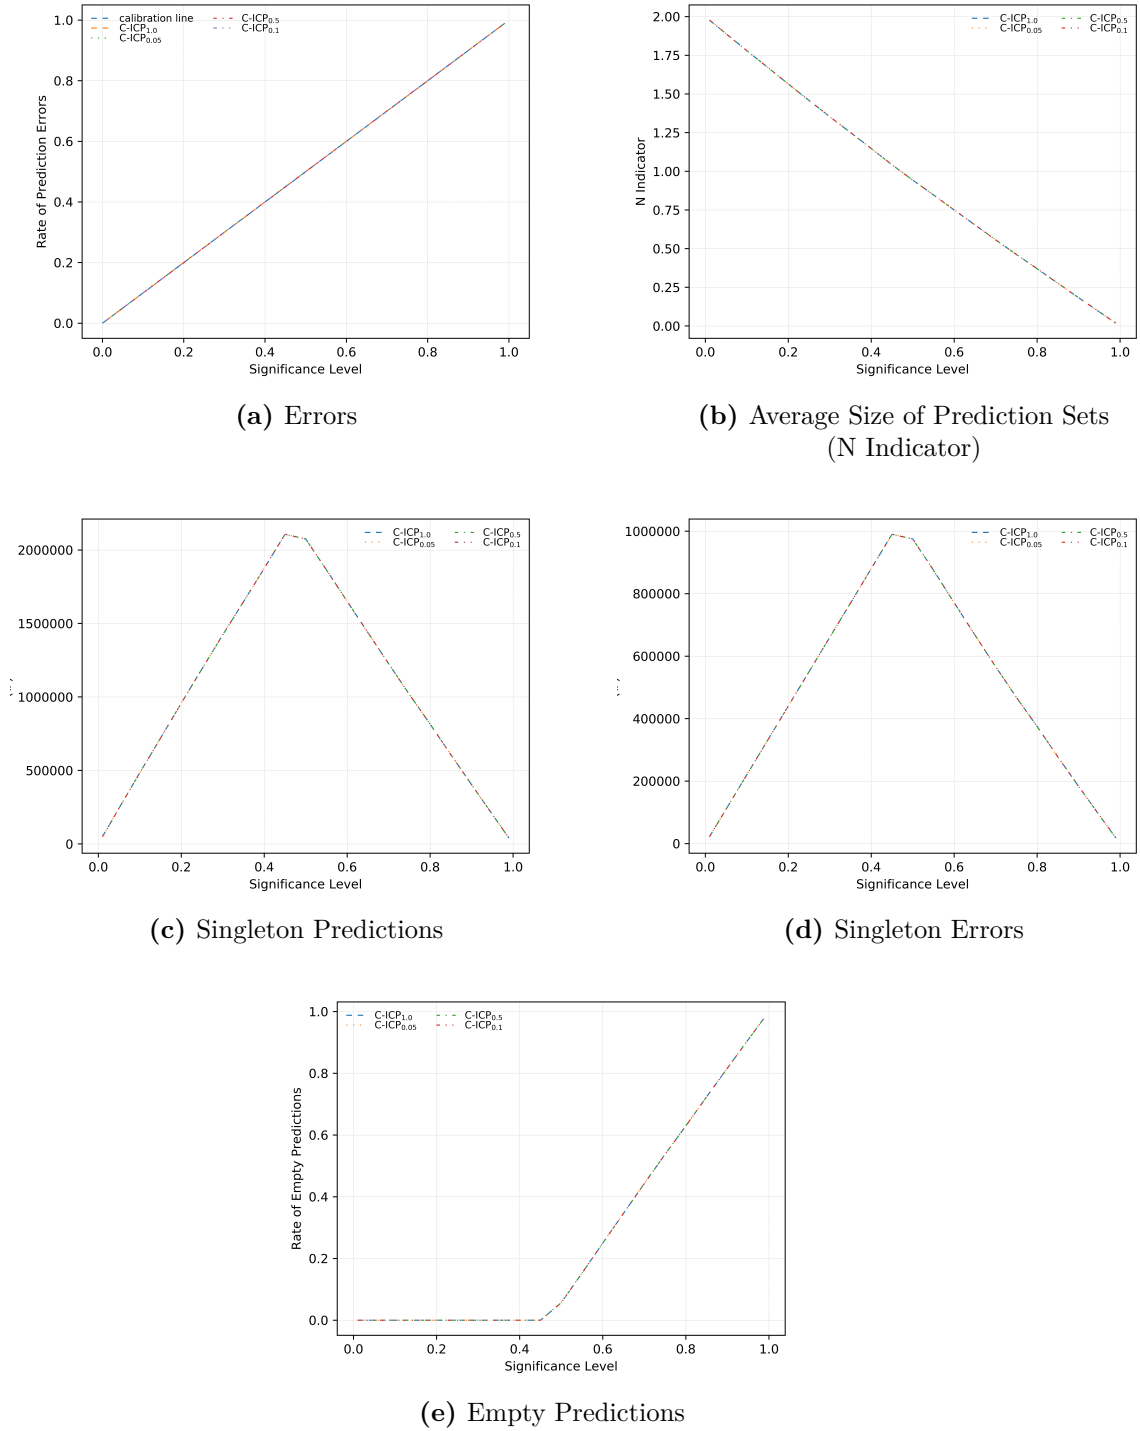 calibration line
C-ICP1.0
C-ICP0.05
C-ICP0.5
C-ICP0.1
1.0
0.8
0.6
0.4
0.2
0.0
Rate of Prediction Errors
0.0 0.2 0.4 0.6 0.8 1.0
Significance Level
(a) Errors
C-ICP1.0
C-ICP0.05
C-ICP0.5
C-ICP0.1
2.00
1.75
1.50
1.25
1.00
0.75
0.50
0.25
0.00
N Indicator
0.0 0.2 0.4 0.6 0.8 1.0
Significance Level
(b) Average Size of Prediction Sets
(N Indicator)
C-ICP1.0
C-ICP0.05
C-ICP0.5
C-ICP0.1
2000000
1500000
1000000
500000
0
0.0 0.2 0.4 0.6 0.8 1.0
Significance Level
(c) Singleton Predictions
C-ICP1.0
C-ICP0.05
C-ICP0.5
C-ICP0.1
1000000
800000
600000
400000
200000
0
0.0 0.2 0.4 0.6 0.8 1.0
Significance Level
(d) Singleton Errors
C-ICP1.0
C-ICP0.05
C-ICP0.5
C-ICP0.1
1.0
0.8
0.6
0.4
0.2
0.0
Rate of Empty Predictions
0.0 0.2 0.4 0.6 0.8 1.0
Significance Level
(e) Empty Predictions